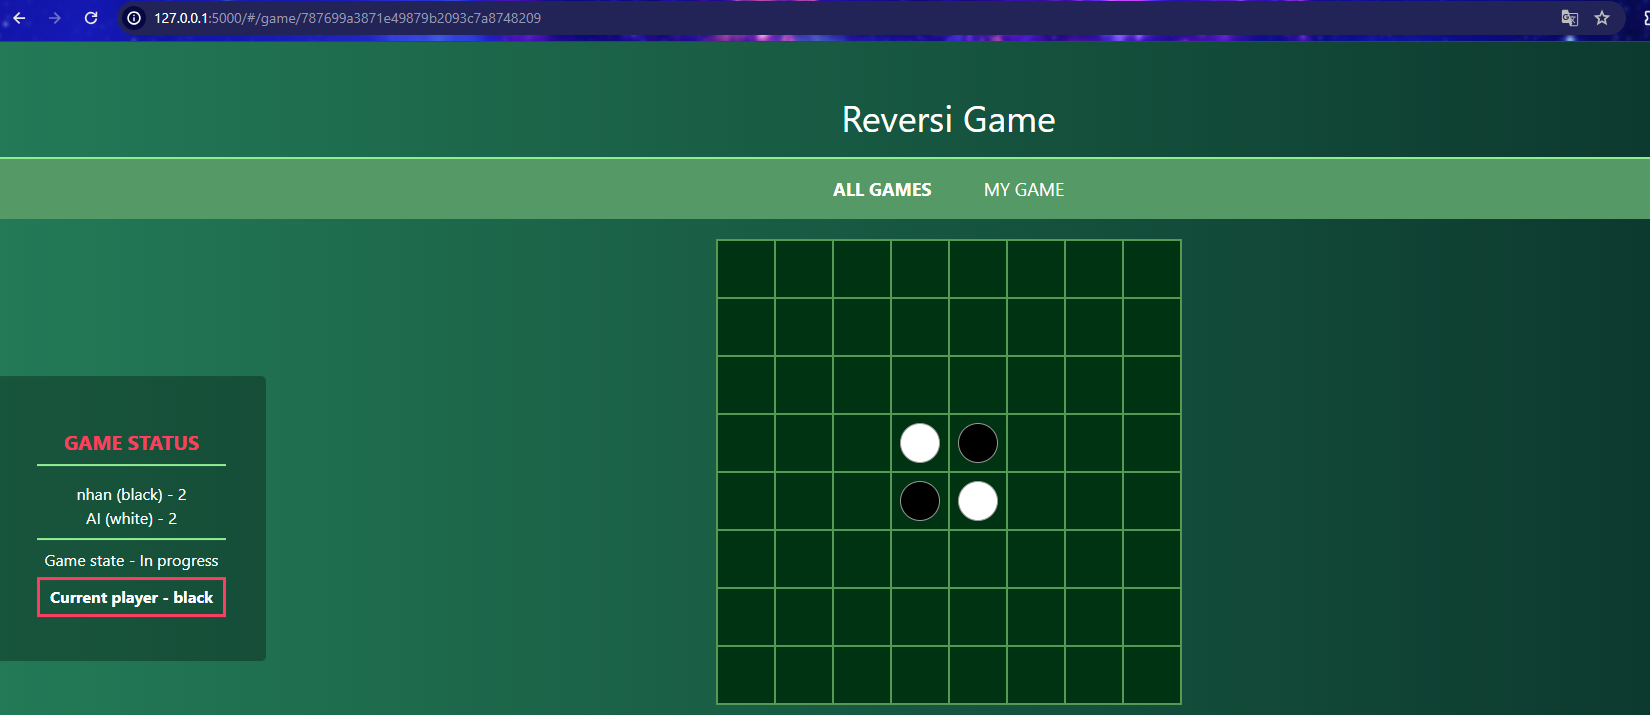 127.0.0.1:5000/#/game/787699a3871e49879b2093c7a8748209
Reversi Game
ALL GAMES MY GAME
GAME STATUS
nhan (black) - 2
AI (white) - 2
Game state - In progress
Current player - black